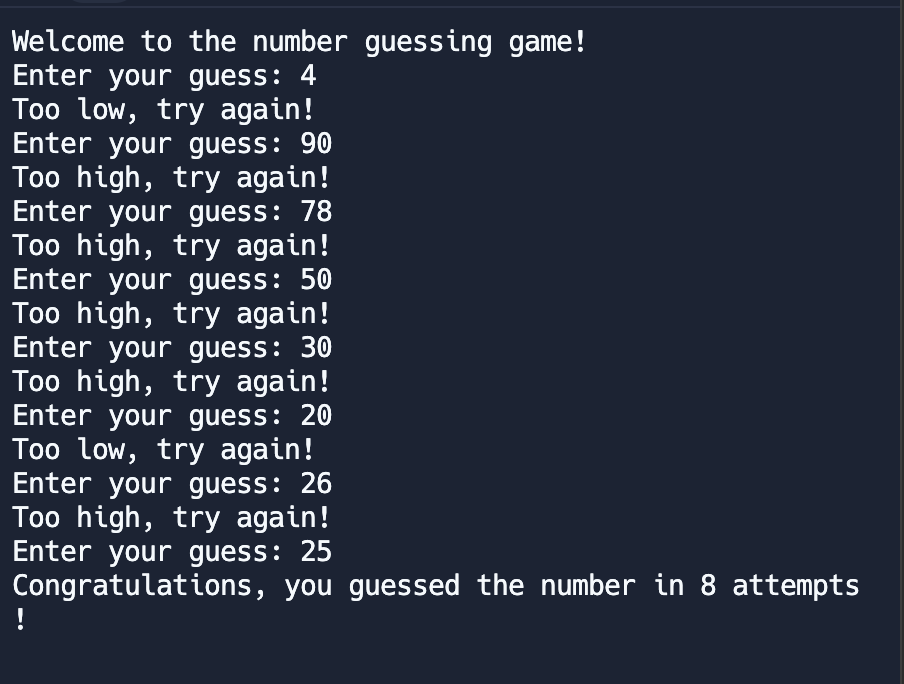 Welcome to the number guessing game!
Enter your guess: 4
Too low, try again!
Enter your guess: 90
Too high, try again!
Enter your guess: 78
Too high, try again!
Enter your guess: 50
Too high, try again!
Enter your guess: 30
Too high, try again!
Enter your guess: 20
Too low, try again!
Enter your guess: 26
Too high, try again!
Enter your guess: 25
Congratulations, you guessed the number in 8 attempts
!